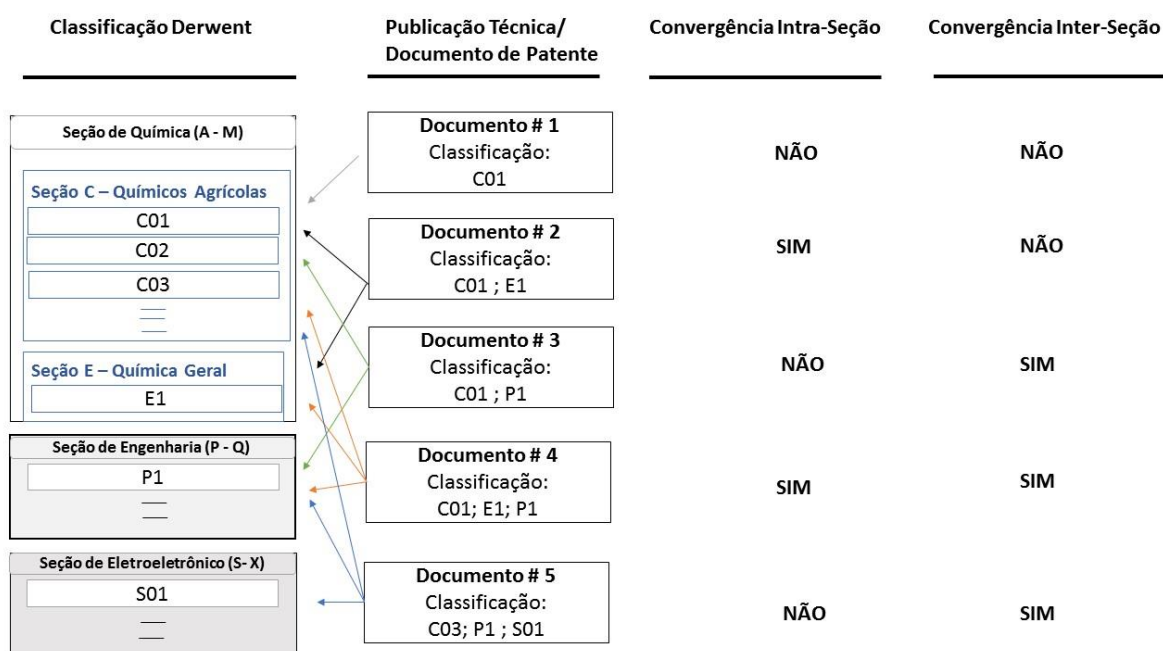 Classificação Derwent
Publicação Técnica/
Documento de Patente
Convergência Intra-Seção
Convergência Inter-Seção
Seção de Química (A - M)
Seção C – Químicos Agrícolas
C01
C02
C03
Seção E – Química Geral
E1
Seção de Engenharia (P - Q)
P1
Seção de Eletroeletrônico (S- X)
S01
Documento # 1
Classificação:
C01
NÃO
NÃO
Documento # 2
Classificação:
C01 ; E1
SIM
NÃO
Documento # 3
Classificação:
C01 ; P1
NÃO
SIM
Documento # 4
Classificação:
C01; E1; P1
SIM
SIM
Documento # 5
Classificação:
C03; P1 ; S01
NÃO
SIM